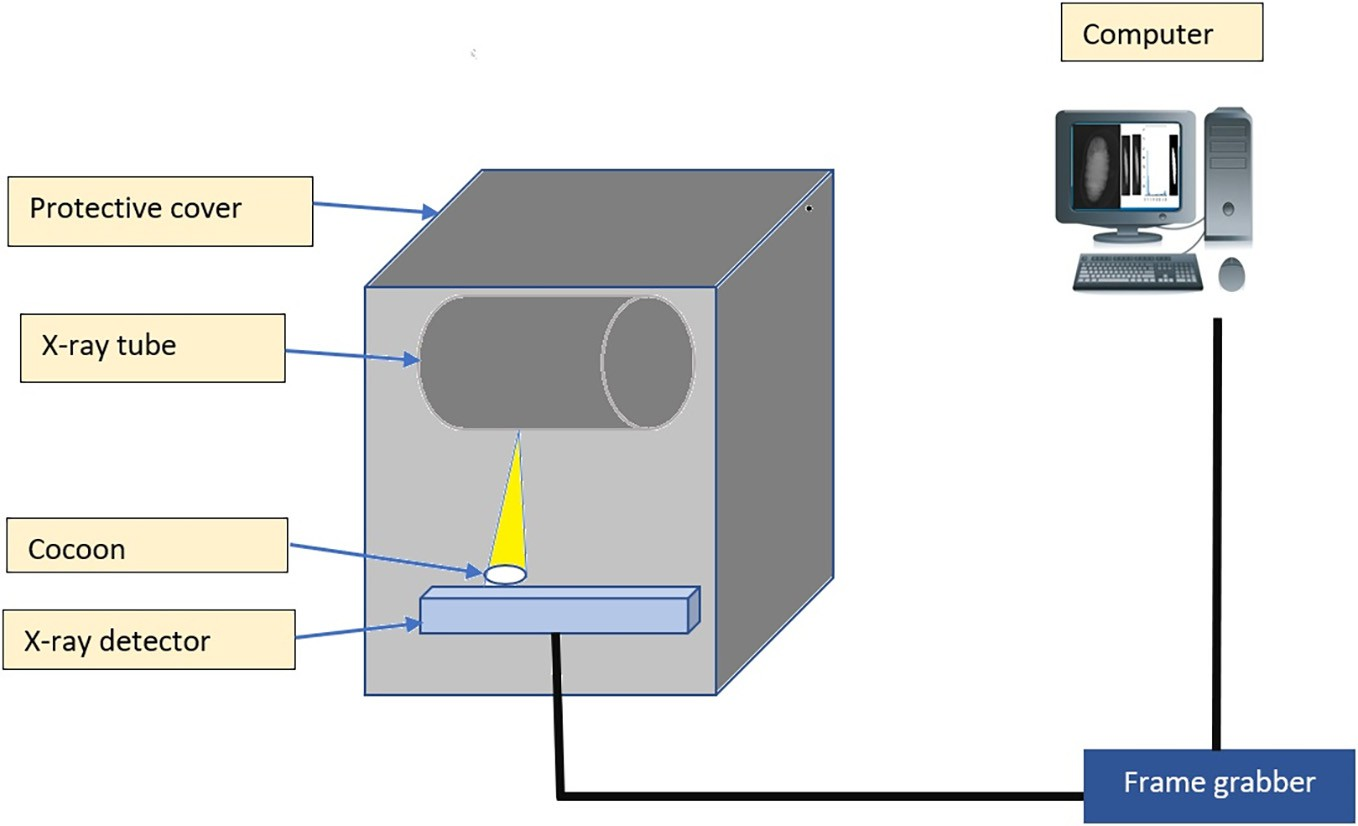 Computer
Protective cover
X-ray tube
Cocoon
X-ray detector
Frame grabber